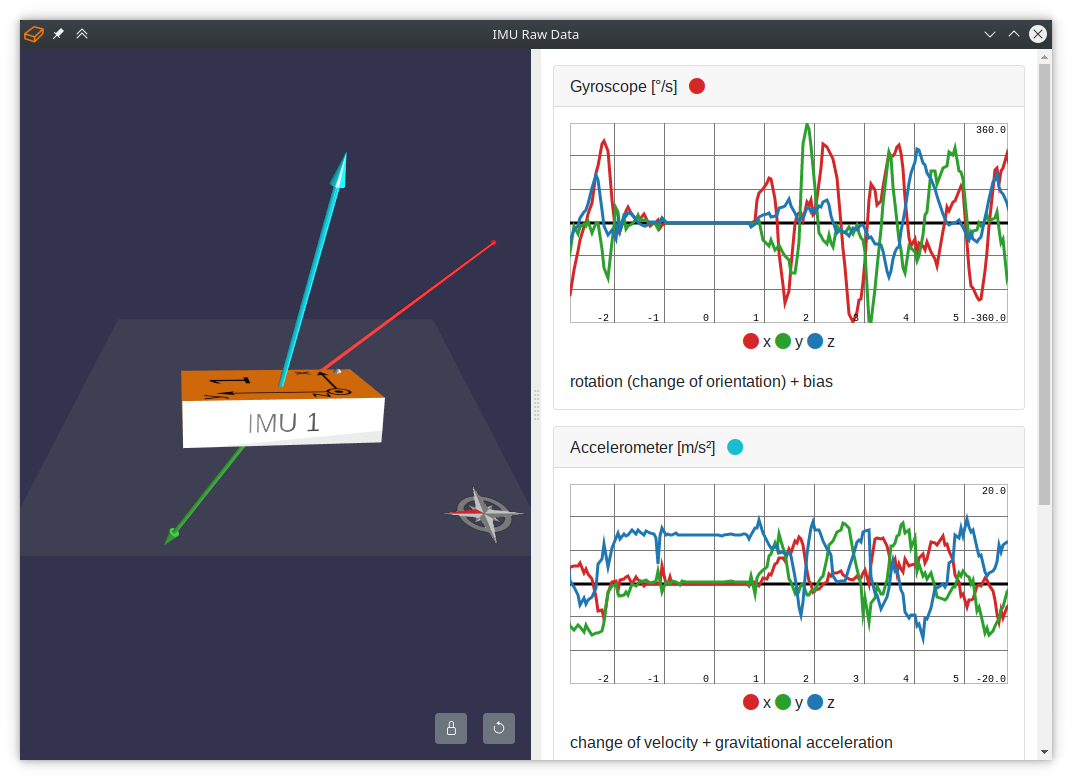 IMU Raw Data
1
x
y
z
IMU 1
Gyroscope [°/s]
360.0
-2 -1 0 1 2 3 4 5 -360.0
x y z
rotation (change of orientation) + bias
Accelerometer [m/s²]
20.0
-2 -1 0 1 2 3 4 5 -20.0
x y z
change of velocity + gravitational acceleration